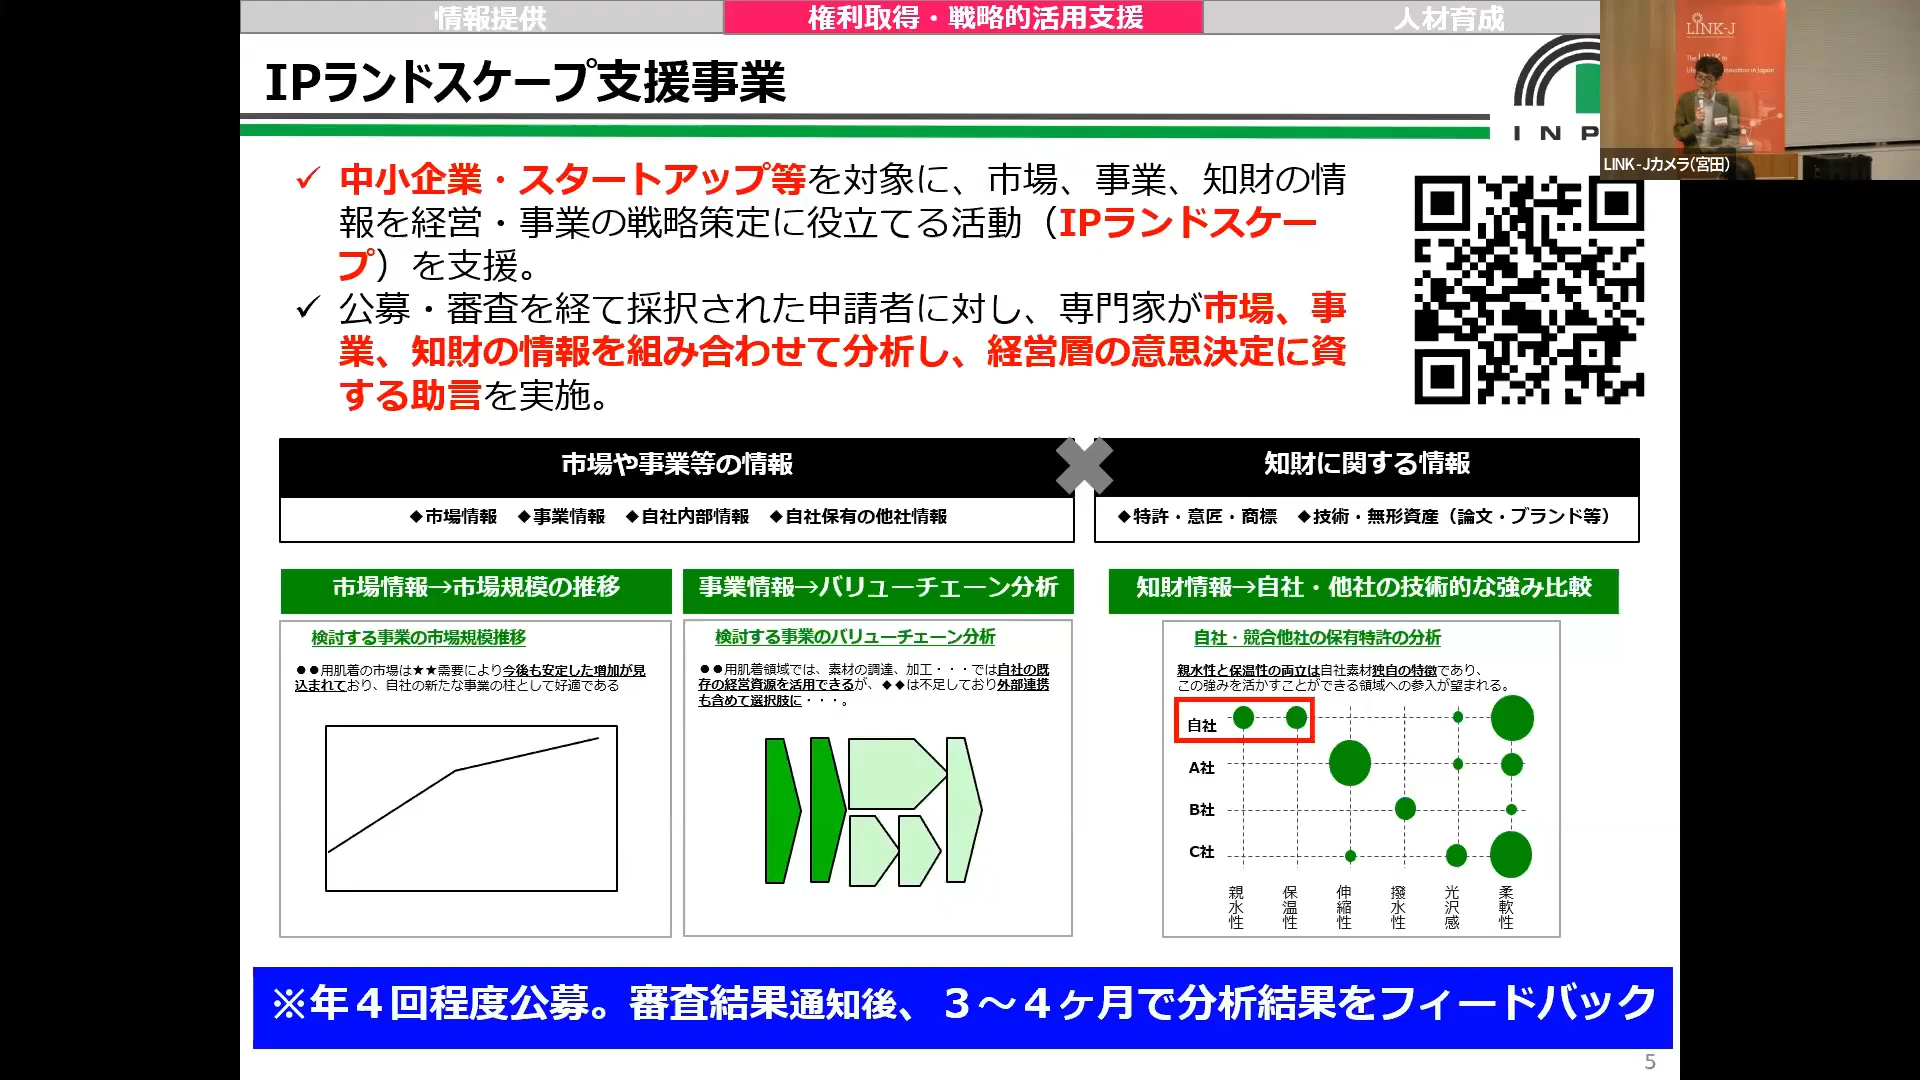 情報提供
権利取得・戦略的活用支援
人材育成
IPランドスケープ支援事業
INP
LINK-J
LINK-Jカメラ(宮田)
✓ 中小企業・スタートアップ等を対象に、市場、事業、知財の情
報を経営・事業の戦略策定に役立てる活動（IPランドスケー
プ）を支援。
✓ 公募・審査を経て採択された申請者に対し、専門家が市場、事
業、知財の情報を組み合わせて分析し、経営層の意思決定に資
する助言を実施。
市場や事業等の情報
◆市場情報 ◆事業情報 ◆自社内部情報 ◆自社保有の他社情報
知財に関する情報
◆特許・意匠・商標 ◆技術・無形資産（論文・ブランド等）
市場情報→市場規模の推移
検討する事業の市場規模推移
●●用肌着の市場は★★需要により今後も安定した増加が見
込まれており、自社の新たな事業の柱として好適である
事業情報→バリューチェーン分析
検討する事業のバリューチェーン分析
●●用肌着領域では、素材の調達、加工・・・では自社の既
存の経営資源を活用できるが、◆◆は不足しており外部連携
も含めて選択肢に・・・。
知財情報→自社・他社の技術的な強み比較
自社・競合他社の保有特許の分析
親水性と保温性の両立は自社素材独自の特徴であり、
この強みを活かすことができる領域への参入が望まれる。
自社
A社
B社
C社
親水性
保温性
伸縮性
撥水性
光沢感
柔軟性
※年４回程度公募。審査結果通知後、３～４ヶ月で分析結果をフィードバック
5